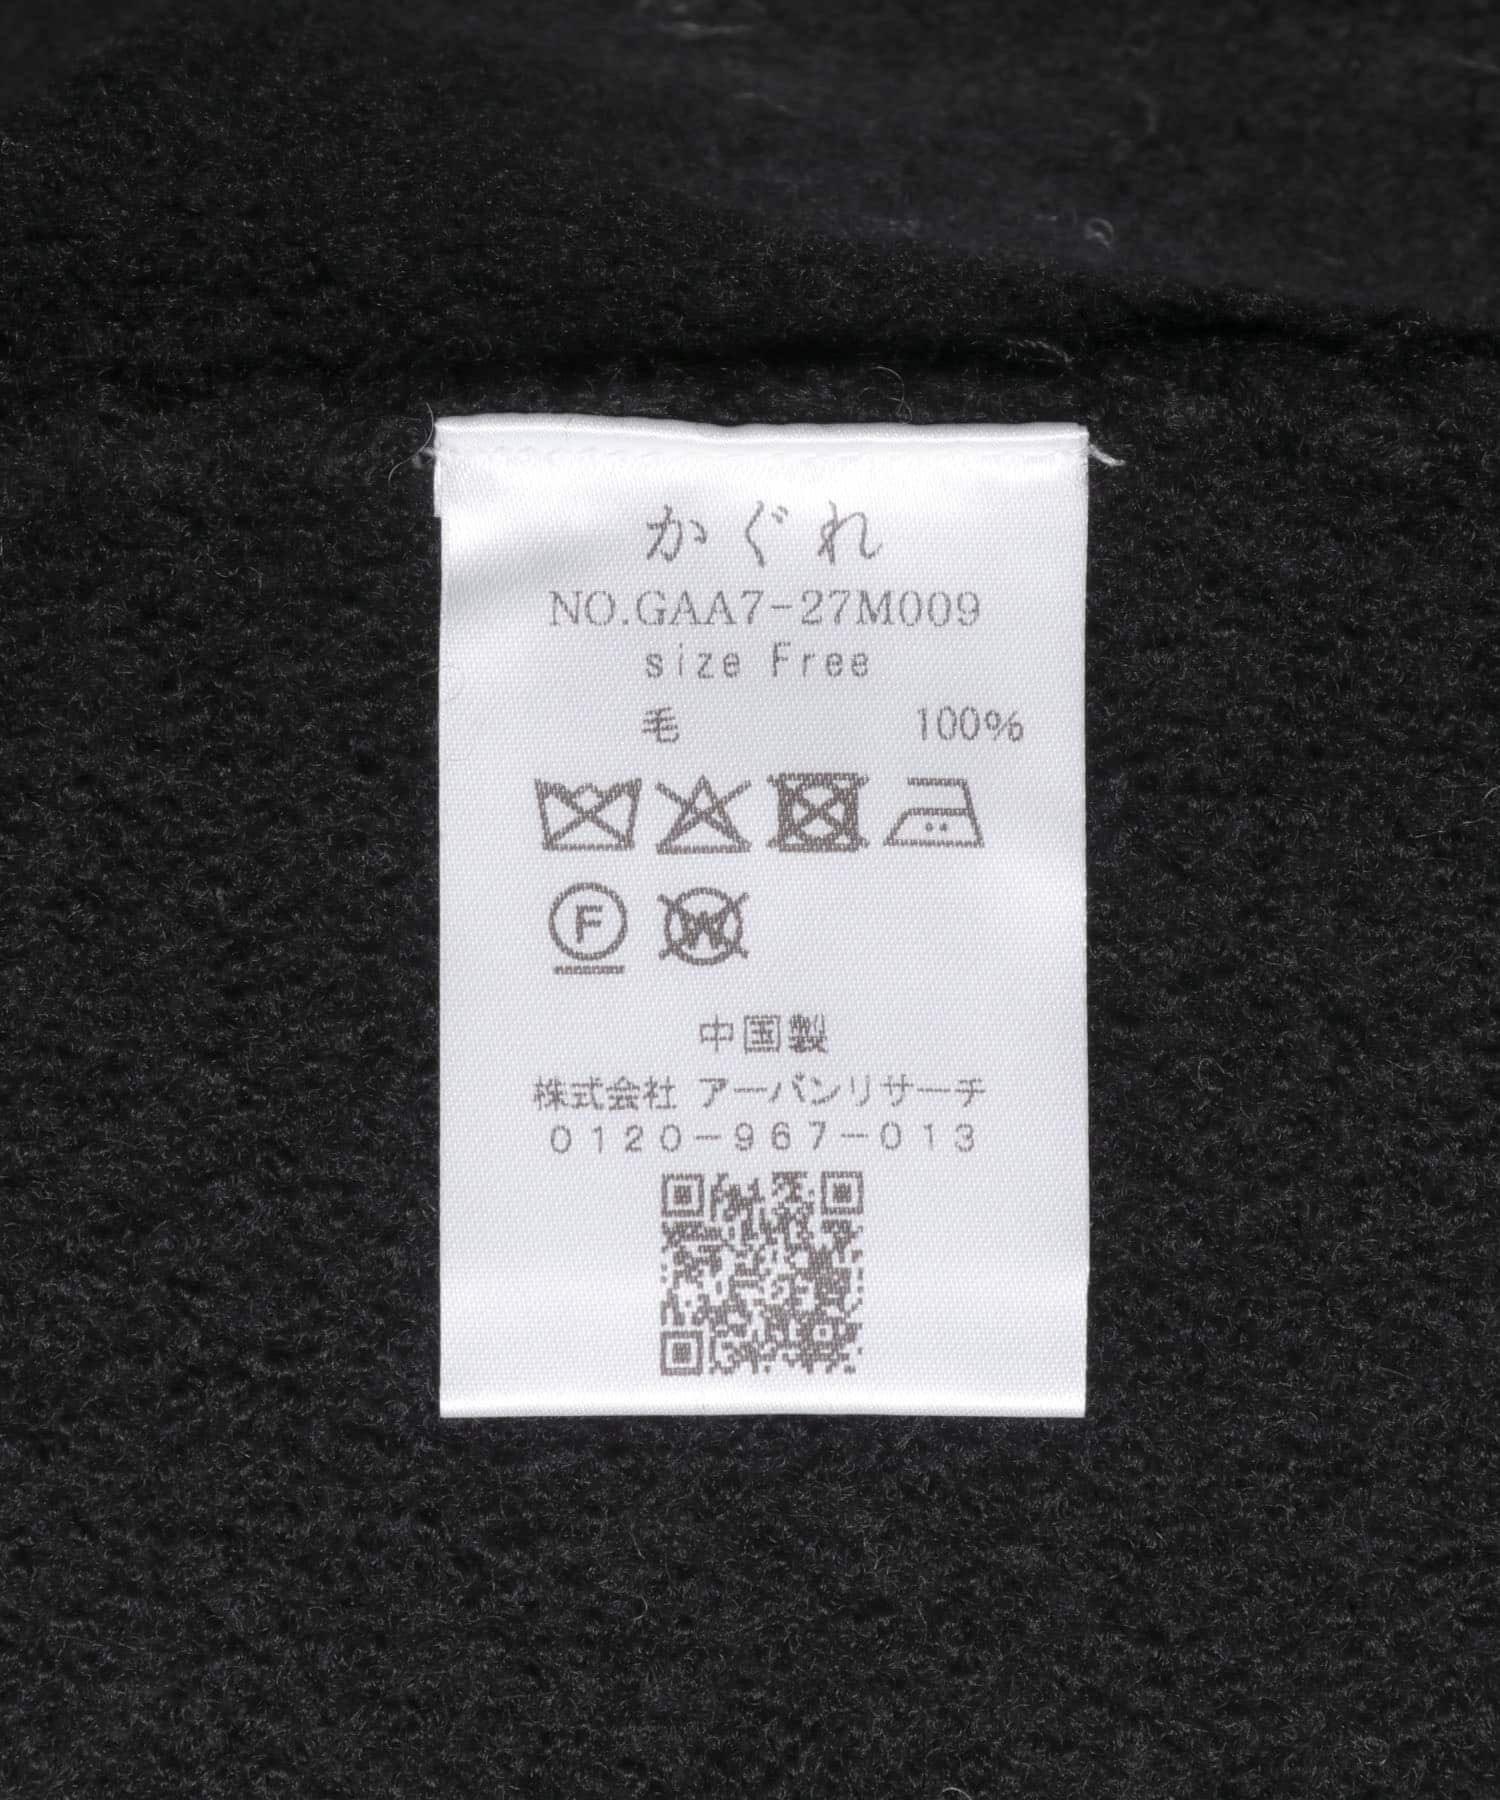 かぐれ
NO.GAA7-27M009
size Free
毛 100%
F W
中国製
株式会社 アーバンリサーチ
0120-967-013